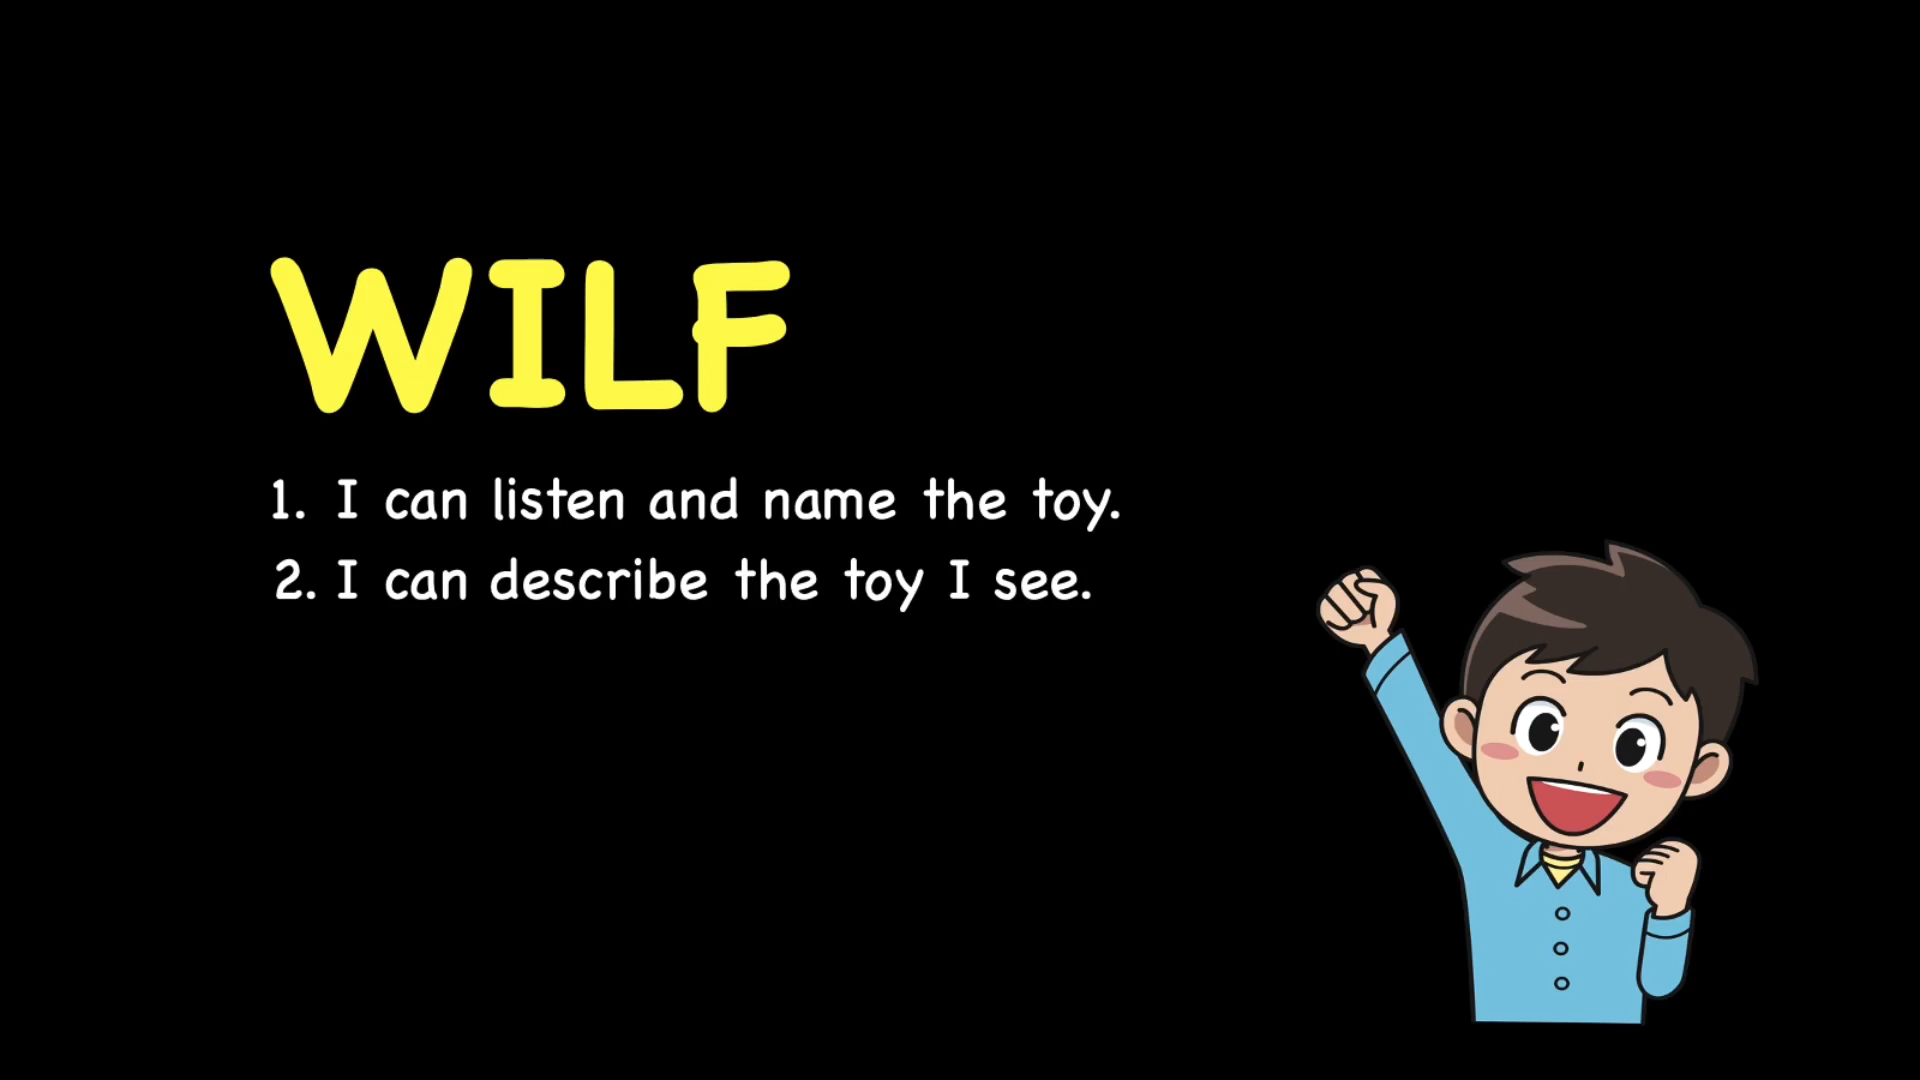 WILF
1. I can listen and name the toy.
2. I can describe the toy I see.